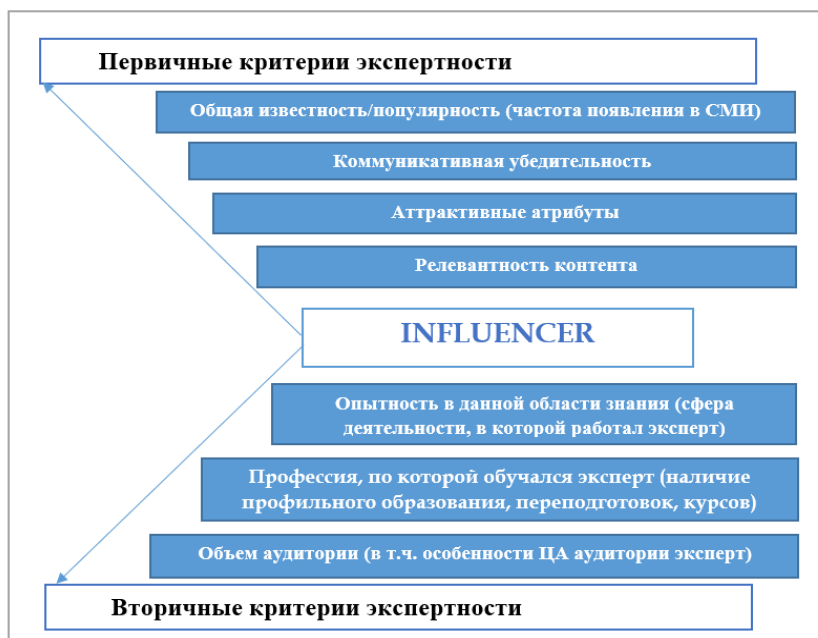 Первичные критерии экспертности
Общая известность/популярность (частота появления в СМИ)
Коммуникативная убедительность
Аттрактивные атрибуты
Релевантность контента
INFLUENCER
Опытность в данной области знания (сфера
деятельности, в которой работал эксперт)
Профессия, по которой обучался эксперт (наличие
профильного образования, переподготовок, курсов)
Объем аудитории (в т.ч. особенности ЦА аудитории эксперт)
Вторичные критерии экспертности